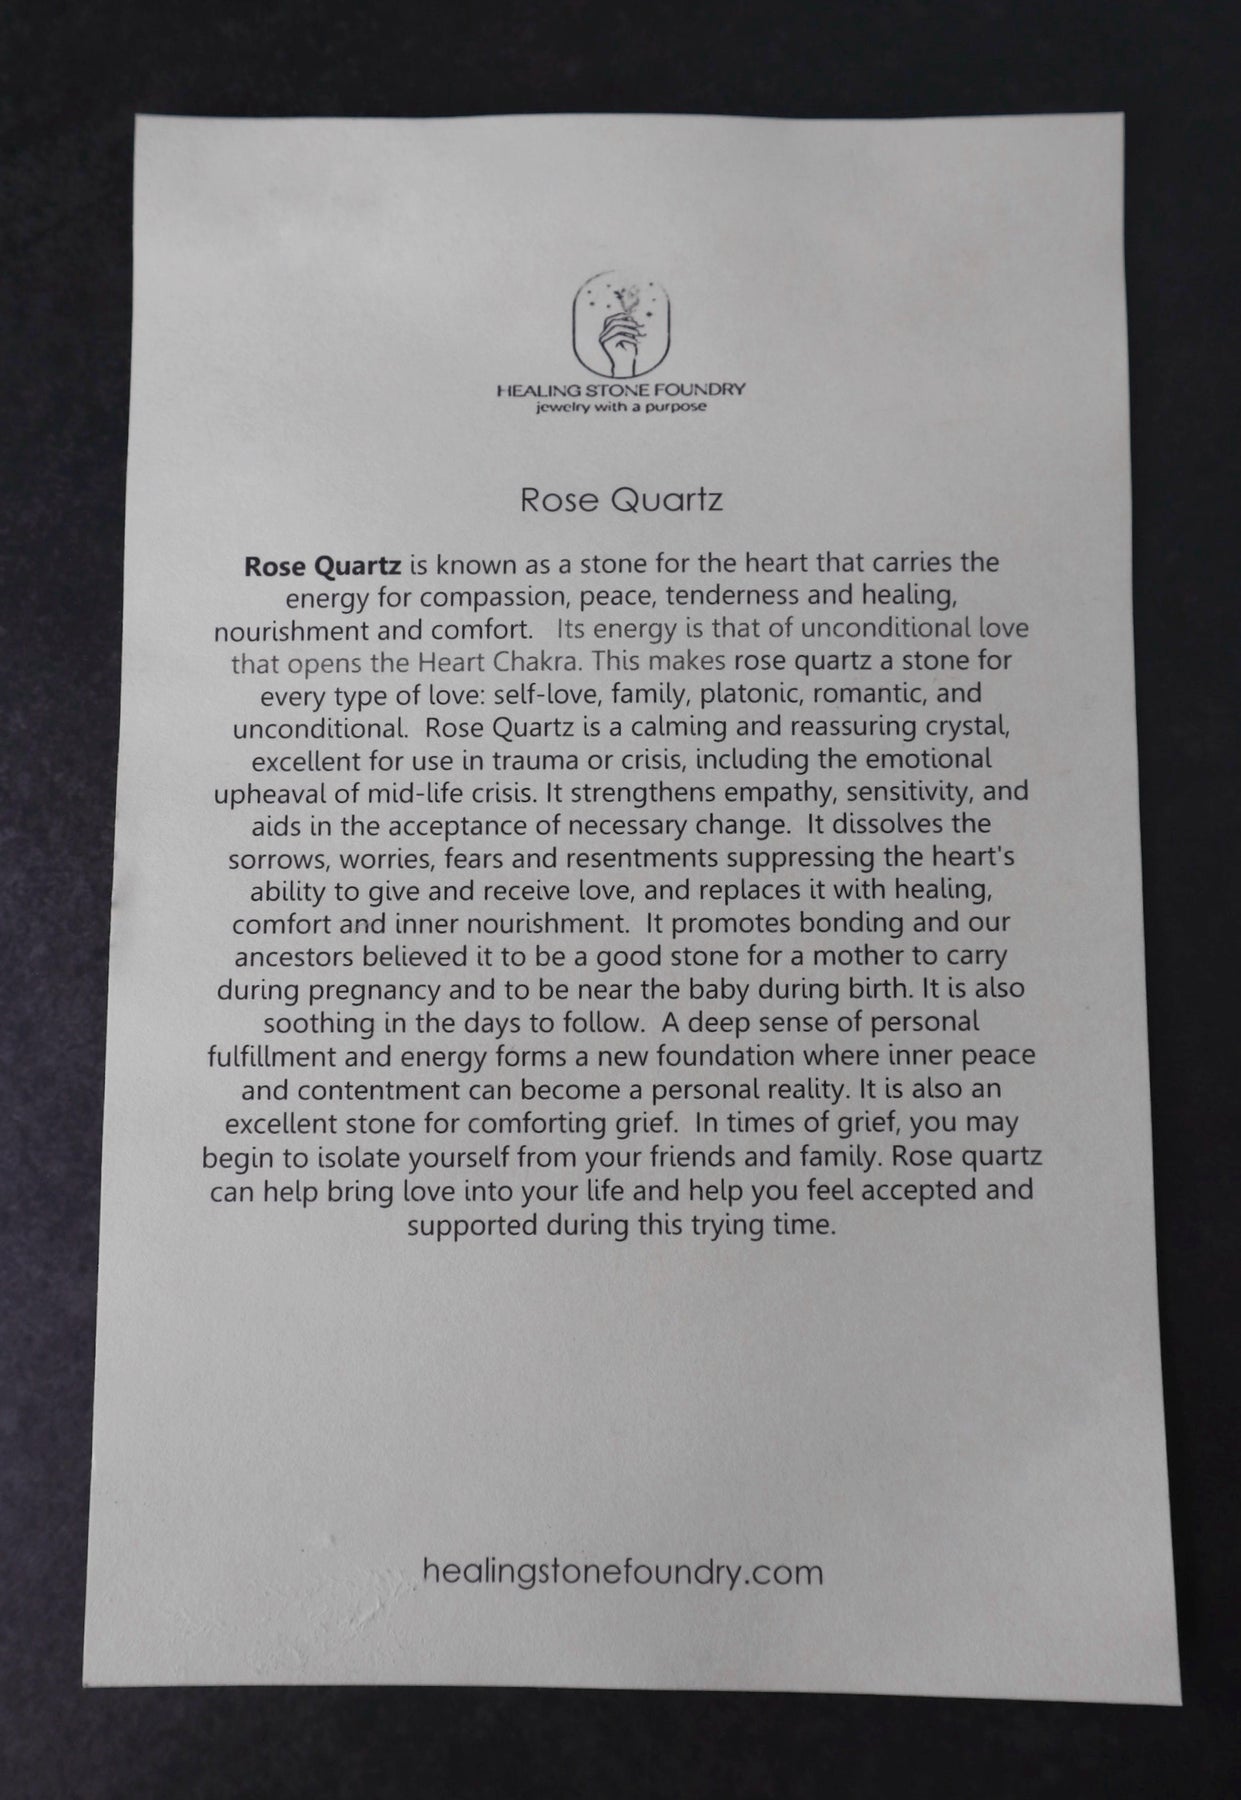 HEALING STONE FOUNDRY
jewelry with a purpose
Rose Quartz
Rose Quartz is known as a stone for the heart that carries the
energy for compassion, peace, tenderness and healing,
nourishment and comfort.   Its energy is that of unconditional love
that opens the Heart Chakra. This makes rose quartz a stone for
every type of love: self-love, family, platonic, romantic, and
unconditional.  Rose Quartz is a calming and reassuring crystal,
excellent for use in trauma or crisis, including the emotional
upheaval of mid-life crisis. It strengthens empathy, sensitivity, and
aids in the acceptance of necessary change.  It dissolves the
sorrows, worries, fears and resentments suppressing the heart's
ability to give and receive love, and replaces it with healing,
comfort and inner nourishment.  It promotes bonding and our
ancestors believed it to be a good stone for a mother to carry
during pregnancy and to be near the baby during birth. It is also
soothing in the days to follow.  A deep sense of personal
fulfillment and energy forms a new foundation where inner peace
and contentment can become a personal reality. It is also an
excellent stone for comforting grief.  In times of grief, you may
begin to isolate yourself from your friends and family. Rose quartz
can help bring love into your life and help you feel accepted and
supported during this trying time.
healingstonefoundry.com